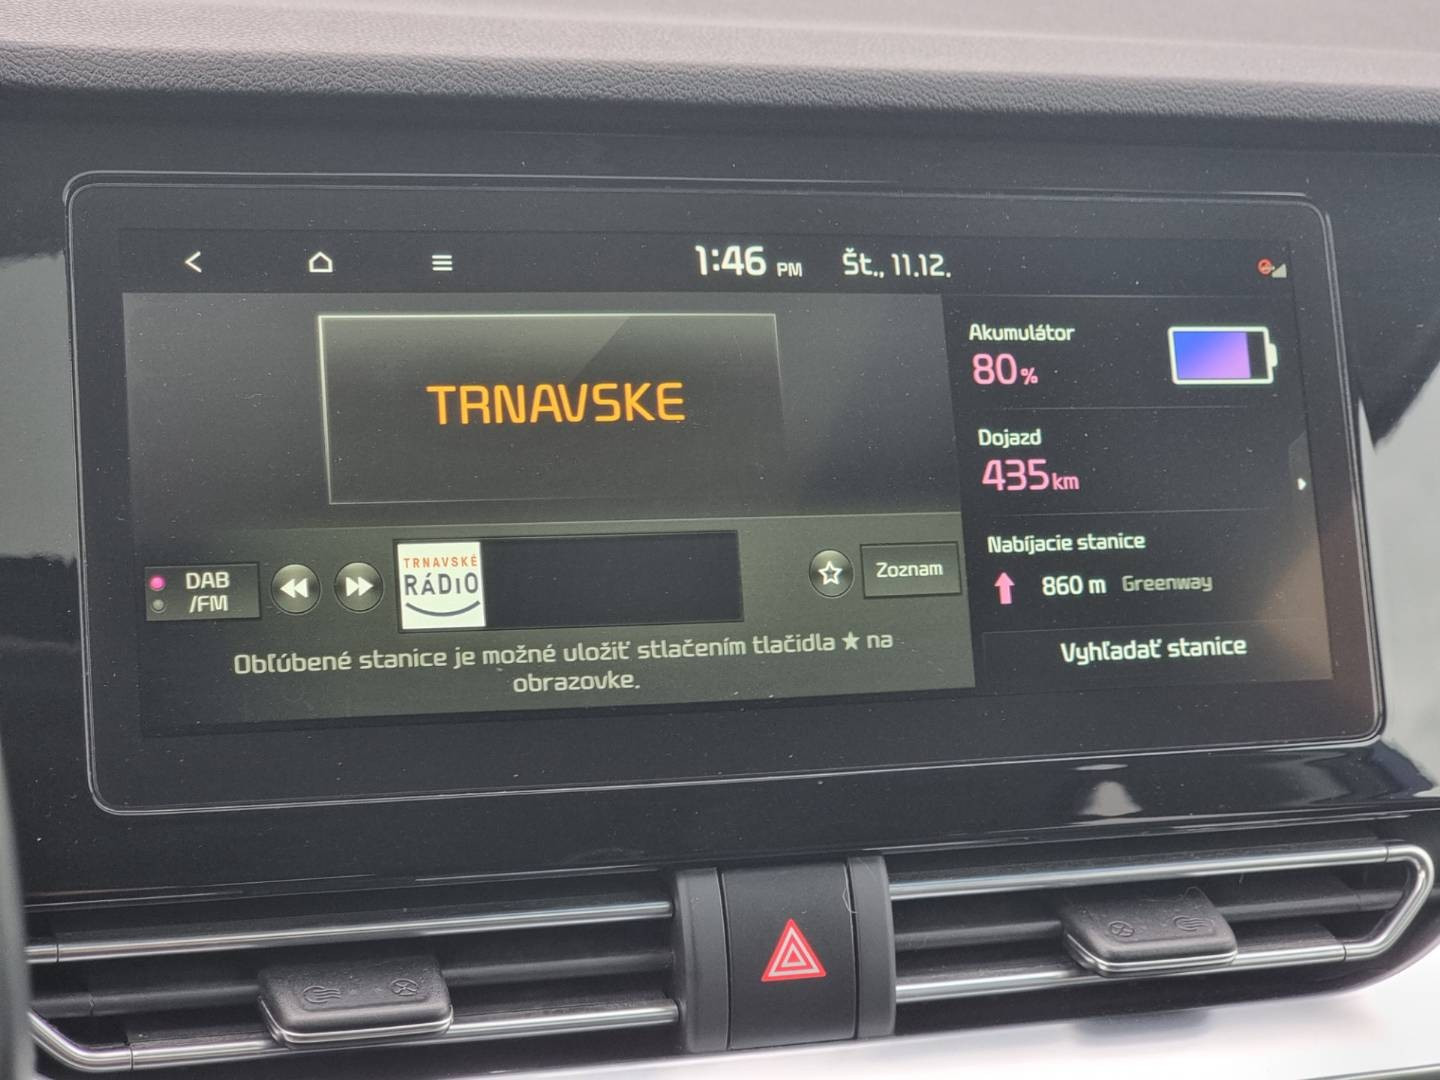 1:46 PM Št., 11.12.
TRNAVSKE
Akumulátor
80%
Dojazd
435km
Nabíjacie stanice
860 m Greenway
Vyhľadať stanice
DAB
/FM
TRNAVSKÉ
RÁDIO
Zoznam
Obľúbené stanice je možné uložiť stlačením tlačidla ★ na
obrazovke.